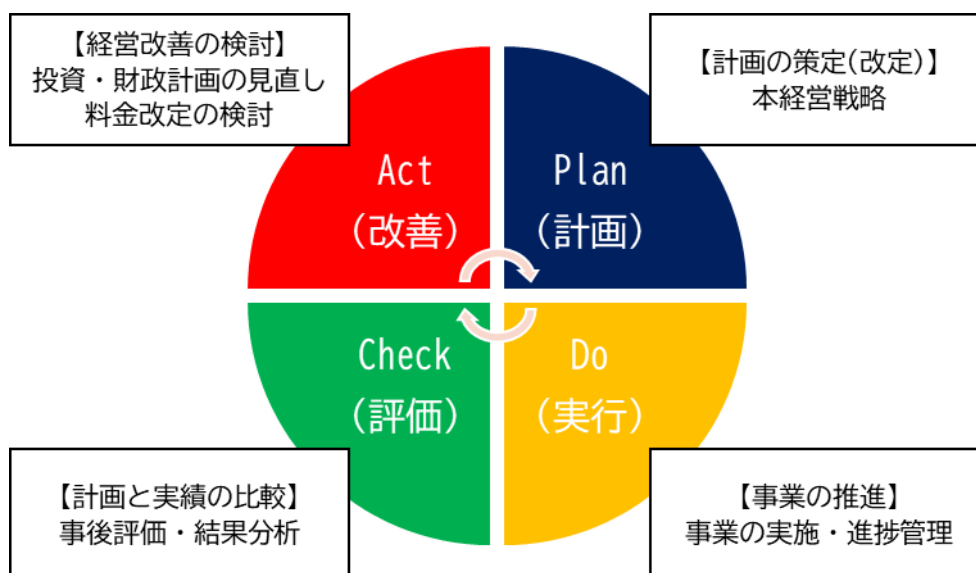 【経営改善の検討】
投資・財政計画の見直し
料金改定の検討
【計画の策定(改定)】
本経営戦略
Act
(改善)
Plan
(計画)
Check
(評価)
Do
(実行)
【計画と実績の比較】
事後評価・結果分析
【事業の推進】
事業の実施・進捗管理